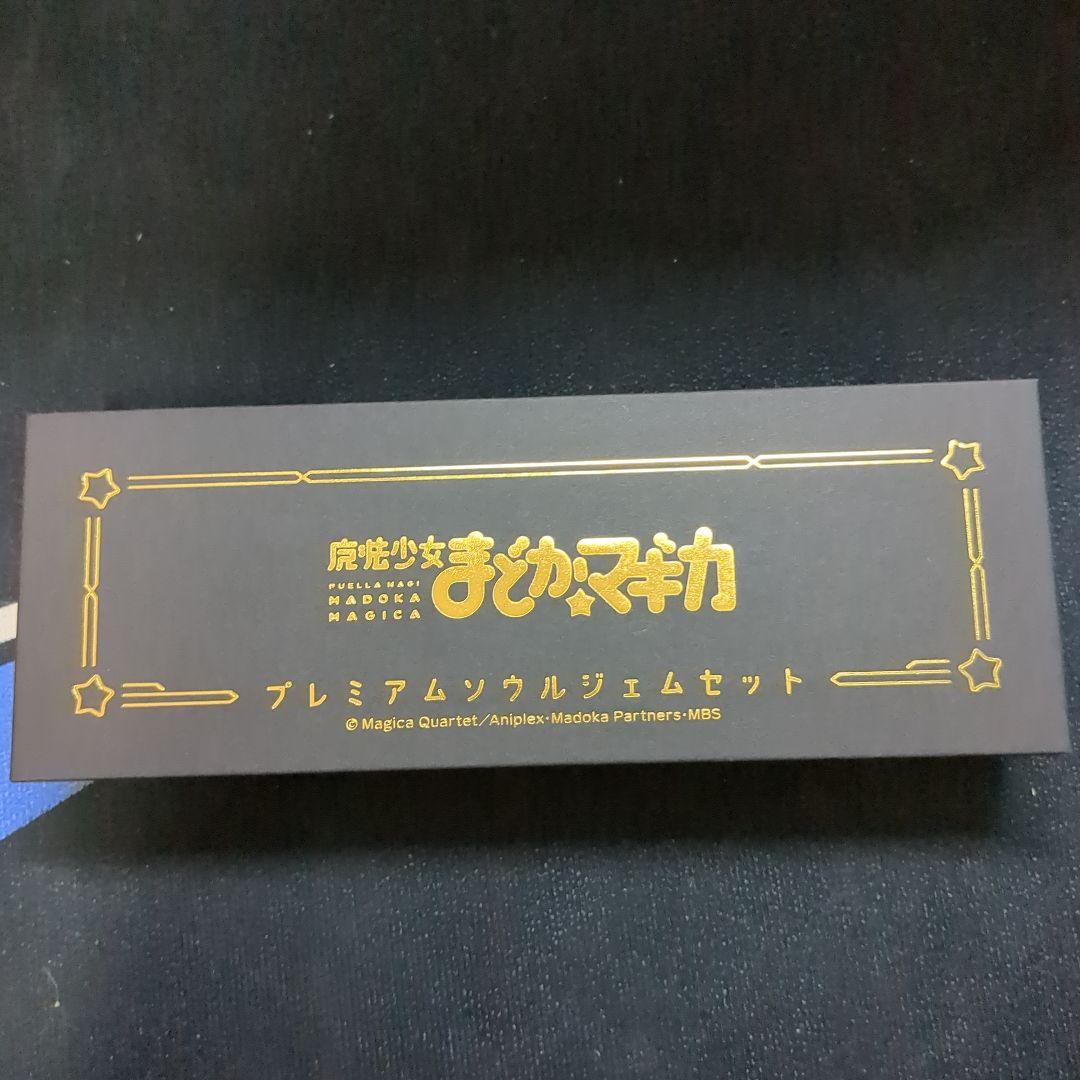 魔法少女まどか☆マギカ
PUELLA MAGI
MADOKA
MAGICA
プレミアムソウルジェムセット
© Magica Quartet/Aniplex・Madoka Partners・MBS